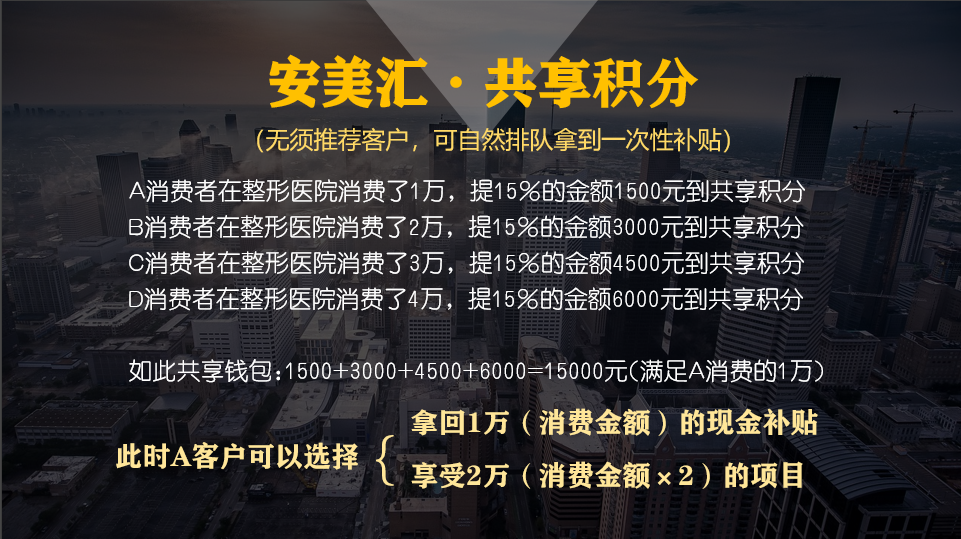 安美汇·共享积分
（无须推荐客户，可自然排队拿到一次性补贴）
A消费者在整形医院消费了1万，提15%的金额1500元到共享积分
B消费者在整形医院消费了2万，提15%的金额3000元到共享积分
C消费者在整形医院消费了3万，提15%的金额4500元到共享积分
D消费者在整形医院消费了4万，提15%的金额6000元到共享积分
如此共享钱包：1500+3000+4500+6000=15000元（满足A消费的1万）
此时A客户可以选择
拿回1万（消费金额）的现金补贴
享受2万（消费金额×2）的项目